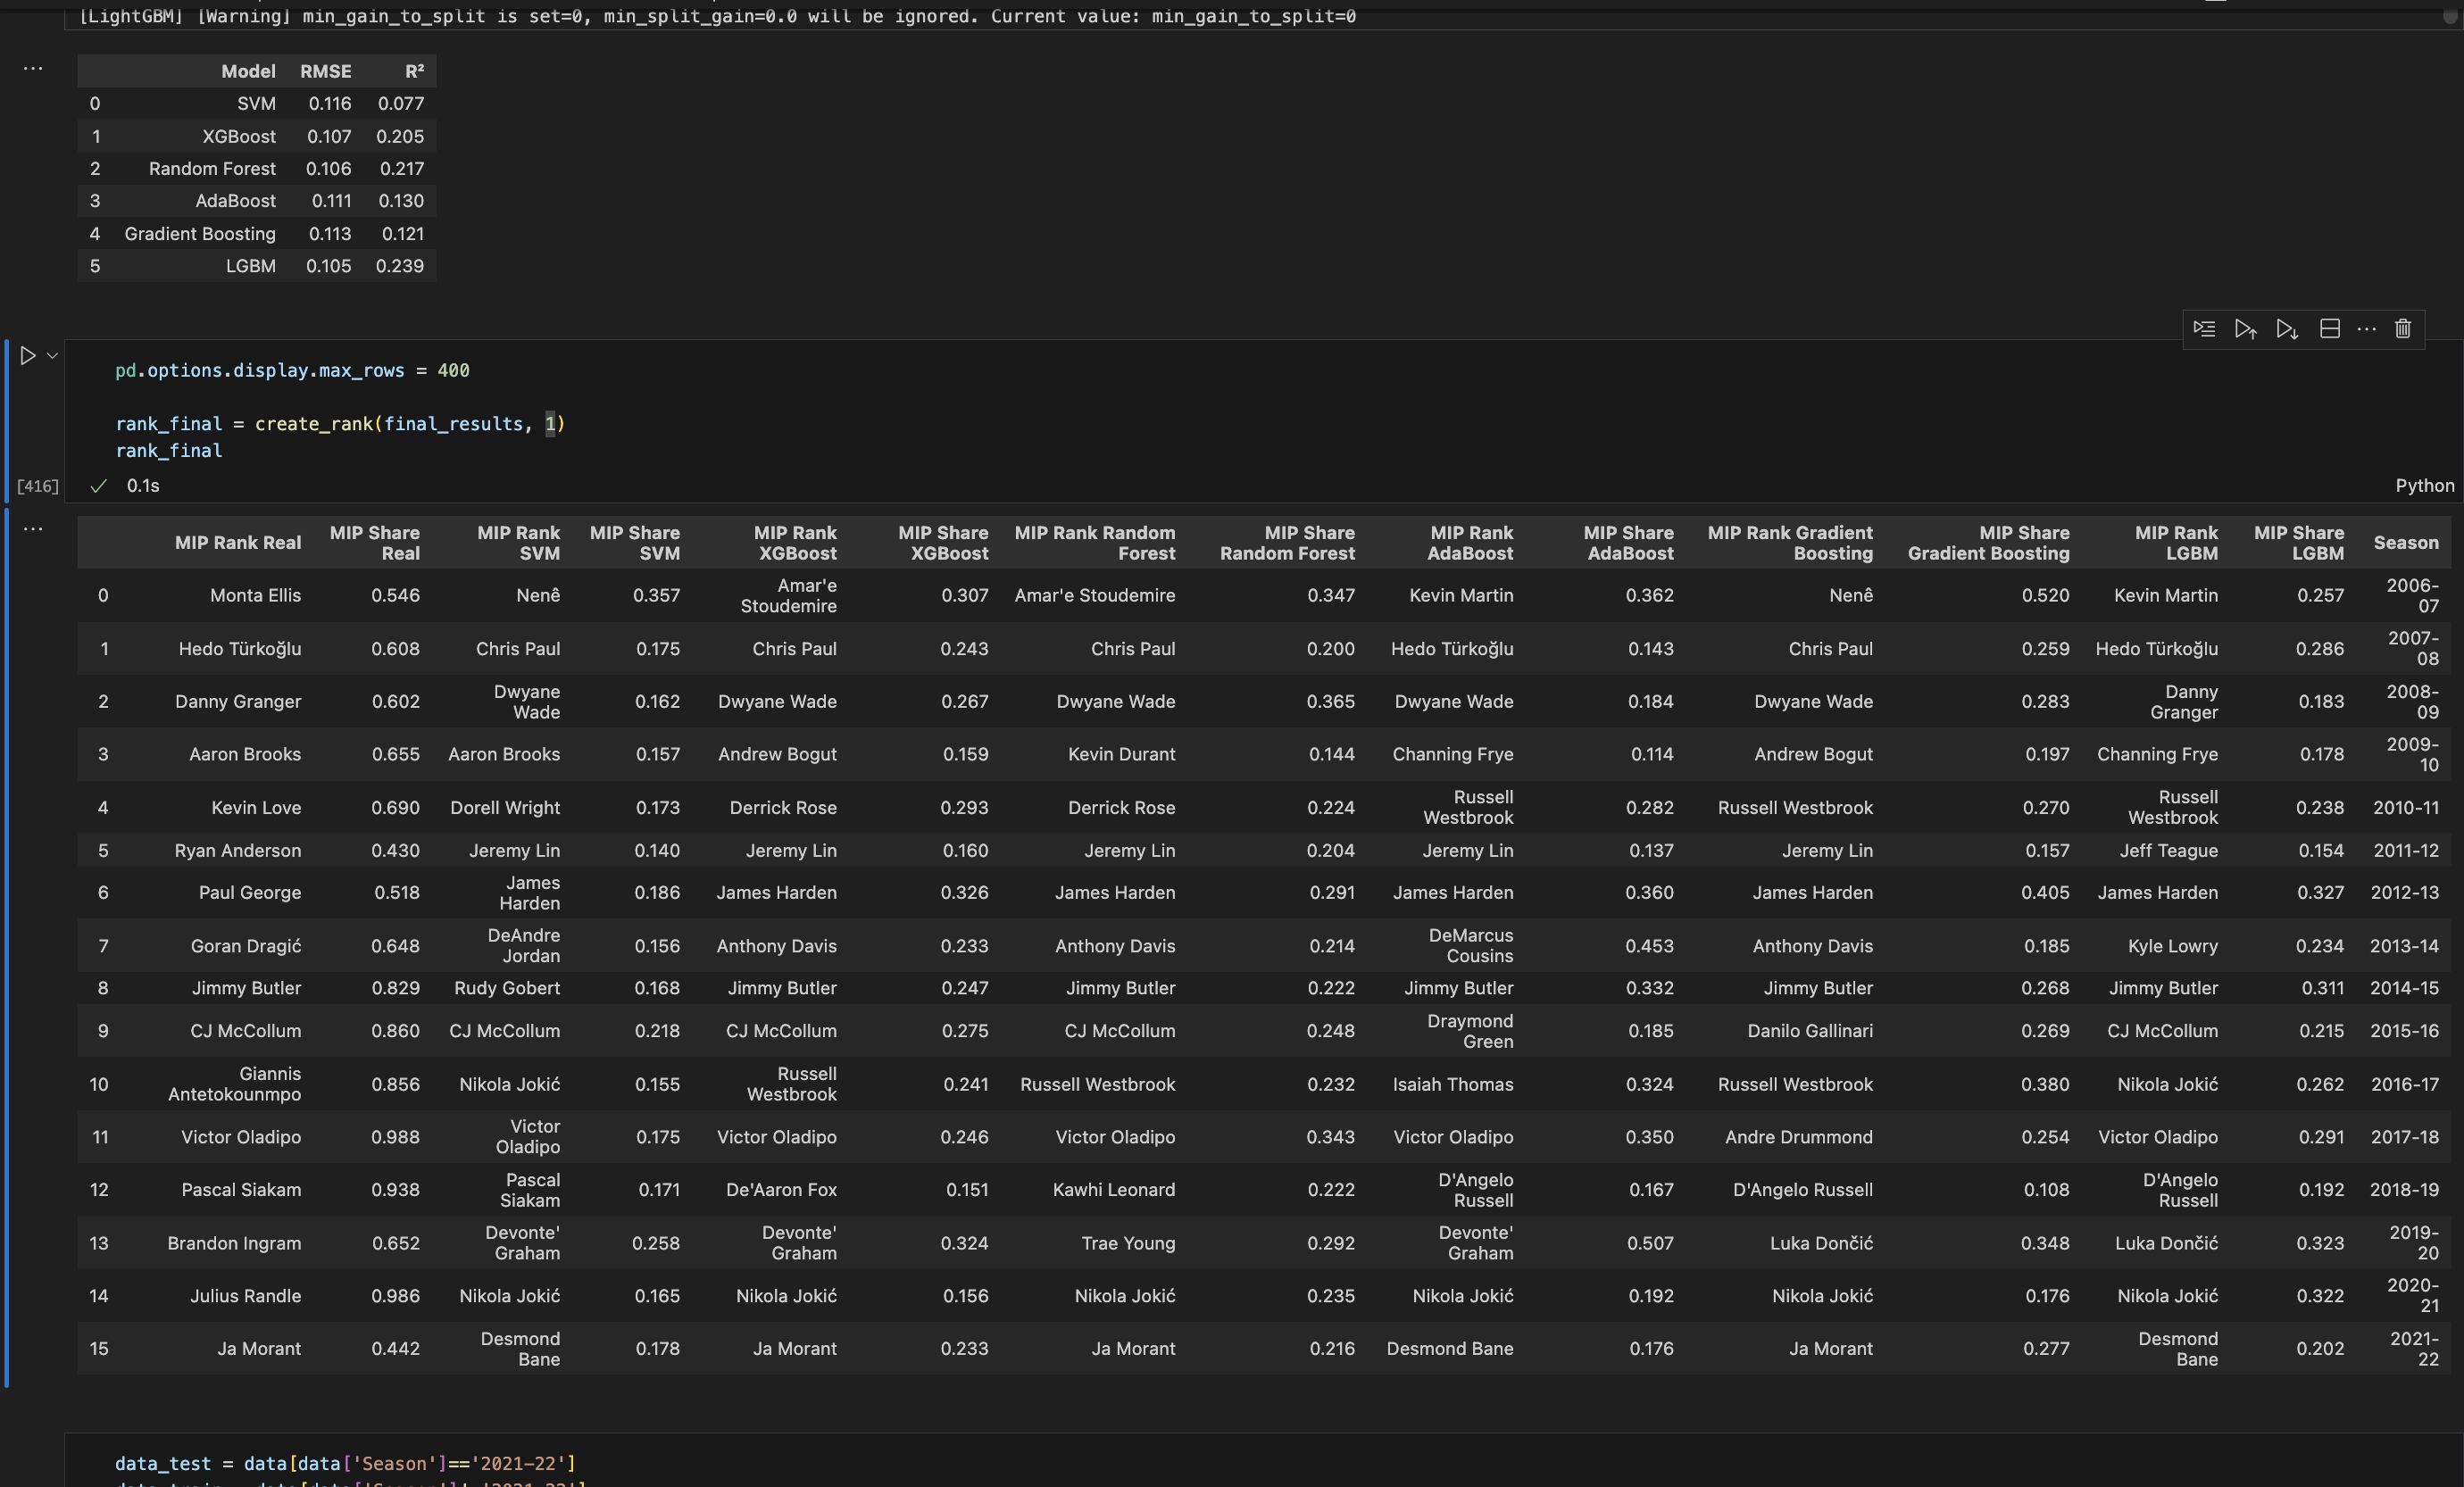 [LightGBM] [Warning] min_gain_to_split is set=0, min_split_gain=0.0 will be ignored. Current value: min_gain_to_split=0
Model RMSE R²
0 SVM 0.116 0.077
1 XGBoost 0.107 0.205
2 Random Forest 0.106 0.217
3 AdaBoost 0.111 0.130
4 Gradient Boosting 0.113 0.121
5 LGBM 0.105 0.239
pd.options.display.max_rows = 400
rank_final = create_rank(final_results, 1)
rank_final
[416] 0.1s Python
MIP Rank Real MIP Share Real MIP Rank SVM MIP Share SVM MIP Rank XGBoost MIP Share XGBoost MIP Rank Random Forest MIP Share Random Forest MIP Rank AdaBoost MIP Share AdaBoost MIP Rank Gradient Boosting MIP Share Gradient Boosting MIP Rank LGBM MIP Share LGBM Season
0 Monta Ellis 0.546 Nenê 0.357 Amar'e Stoudemire 0.307 Amar'e Stoudemire 0.347 Kevin Martin 0.362 Nenê 0.520 Kevin Martin 0.257 2006-07
1 Hedo Türkoğlu 0.608 Chris Paul 0.175 Chris Paul 0.243 Chris Paul 0.200 Hedo Türkoğlu 0.143 Chris Paul 0.259 Hedo Türkoğlu 0.286 2007-08
2 Danny Granger 0.602 Dwyane Wade 0.162 Dwyane Wade 0.267 Dwyane Wade 0.365 Dwyane Wade 0.184 Dwyane Wade 0.283 Danny Granger 0.183 2008-09
3 Aaron Brooks 0.655 Aaron Brooks 0.157 Andrew Bogut 0.159 Kevin Durant 0.144 Channing Frye 0.114 Andrew Bogut 0.197 Channing Frye 0.178 2009-10
4 Kevin Love 0.690 Dorell Wright 0.173 Derrick Rose 0.293 Derrick Rose 0.224 Russell Westbrook 0.282 Russell Westbrook 0.270 Russell Westbrook 0.238 2010-11
5 Ryan Anderson 0.430 Jeremy Lin 0.140 Jeremy Lin 0.160 Jeremy Lin 0.204 Jeremy Lin 0.137 Jeremy Lin 0.157 Jeff Teague 0.154 2011-12
6 Paul George 0.518 James Harden 0.186 James Harden 0.326 James Harden 0.291 James Harden 0.360 James Harden 0.405 James Harden 0.327 2012-13
7 Goran Dragić 0.648 DeAndre Jordan 0.156 Anthony Davis 0.233 Anthony Davis 0.214 DeMarcus Cousins 0.453 Anthony Davis 0.185 Kyle Lowry 0.234 2013-14
8 Jimmy Butler 0.829 Rudy Gobert 0.168 Jimmy Butler 0.247 Jimmy Butler 0.222 Jimmy Butler 0.332 Jimmy Butler 0.268 Jimmy Butler 0.311 2014-15
9 CJ McCollum 0.860 CJ McCollum 0.218 CJ McCollum 0.275 CJ McCollum 0.248 Draymond Green 0.185 Danilo Gallinari 0.269 CJ McCollum 0.215 2015-16
10 Giannis Antetokounmpo 0.856 Nikola Jokić 0.155 Russell Westbrook 0.241 Russell Westbrook 0.232 Isaiah Thomas 0.324 Russell Westbrook 0.380 Nikola Jokić 0.262 2016-17
11 Victor Oladipo 0.988 Victor Oladipo 0.175 Victor Oladipo 0.246 Victor Oladipo 0.343 Victor Oladipo 0.350 Andre Drummond 0.254 Victor Oladipo 0.291 2017-18
12 Pascal Siakam 0.938 Pascal Siakam 0.171 De'Aaron Fox 0.151 Kawhi Leonard 0.222 D'Angelo Russell 0.167 D'Angelo Russell 0.108 D'Angelo Russell 0.192 2018-19
13 Brandon Ingram 0.652 Devonte' Graham 0.258 Devonte' Graham 0.324 Trae Young 0.292 Devonte' Graham 0.507 Luka Dončić 0.348 Luka Dončić 0.323 2019-20
14 Julius Randle 0.986 Nikola Jokić 0.165 Nikola Jokić 0.156 Nikola Jokić 0.235 Nikola Jokić 0.192 Nikola Jokić 0.176 Nikola Jokić 0.322 2020-21
15 Ja Morant 0.442 Desmond Bane 0.178 Ja Morant 0.233 Ja Morant 0.216 Desmond Bane 0.176 Ja Morant 0.277 Desmond Bane 0.202 2021-22
data_test = data[data['Season']=='2021-22']